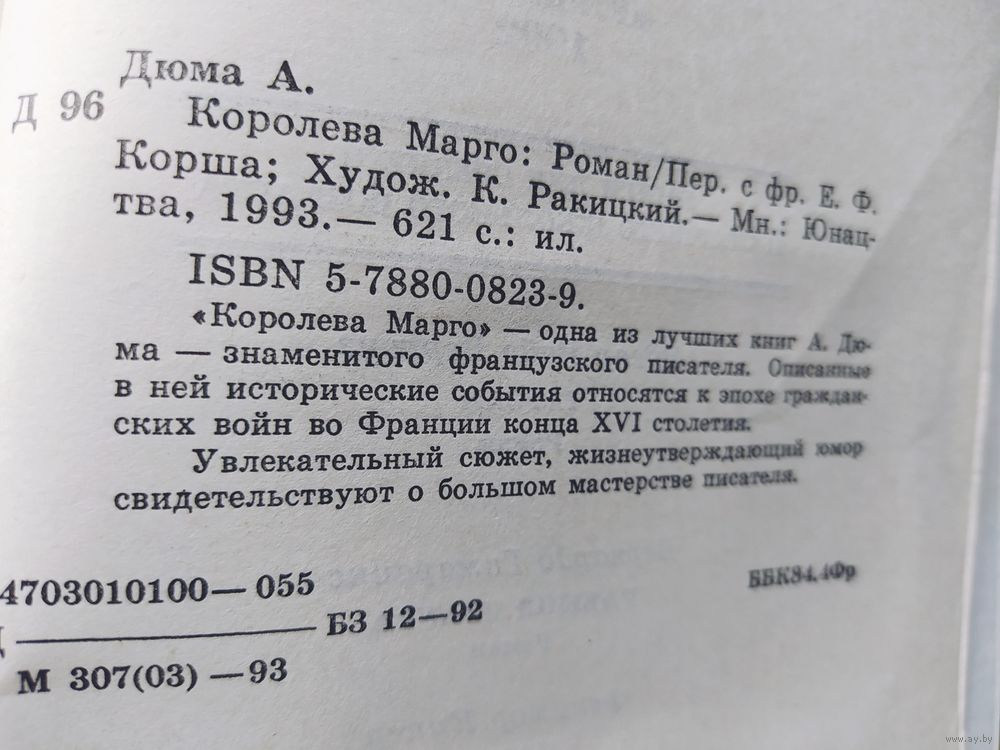 Дюма А.
Д 96
Королева Марго: Роман/Пер. с фр. Е. Ф.
Корша; Худож. К. Ракицкий.— Мн.: Юнац-
тва, 1993.— 621 с.: ил.
ISBN 5-7880-0823-9.
«Королева Марго» — одна из лучших книг А. Дю-
ма — знаменитого французского писателя. Описанные
в ней исторические события относятся к эпохе граждан-
ских войн во Франции конца XVI столетия.
Увлекательный сюжет, жизнеутверждающий юмор
свидетельствуют о большом мастерстве писателя.
4703010100— 055
БЗ 12—92
М 307(03) —93
ББК84.4Фр
www.ay.by